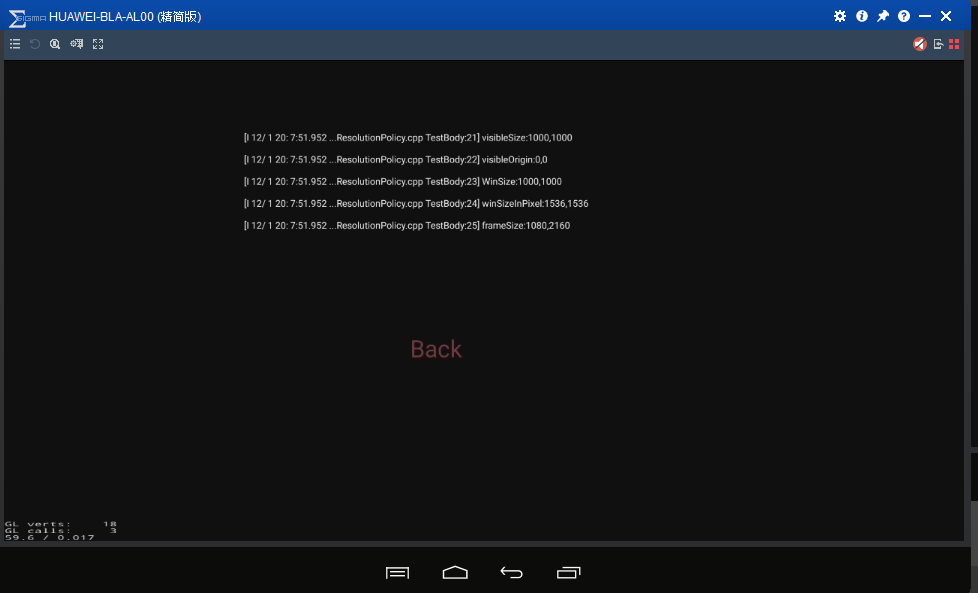 SIGMA HUAWEI-BLA-AL00 (精简版)
[I 12/ 1 20: 7:51.952 ...ResolutionPolicy.cpp TestBody:21] visibleSize:1000,1000
[I 12/ 1 20: 7:51.952 ...ResolutionPolicy.cpp TestBody:22] visibleOrigin:0,0
[I 12/ 1 20: 7:51.952 ...ResolutionPolicy.cpp TestBody:23] WinSize:1000,1000
[I 12/ 1 20: 7:51.952 ...ResolutionPolicy.cpp TestBody:24] winSizeInPixel:1536,1536
[I 12/ 1 20: 7:51.952 ...ResolutionPolicy.cpp TestBody:25] frameSize:1080,2160
Back
GL verts: 18
GL calls: 3
59.6 / 0.017